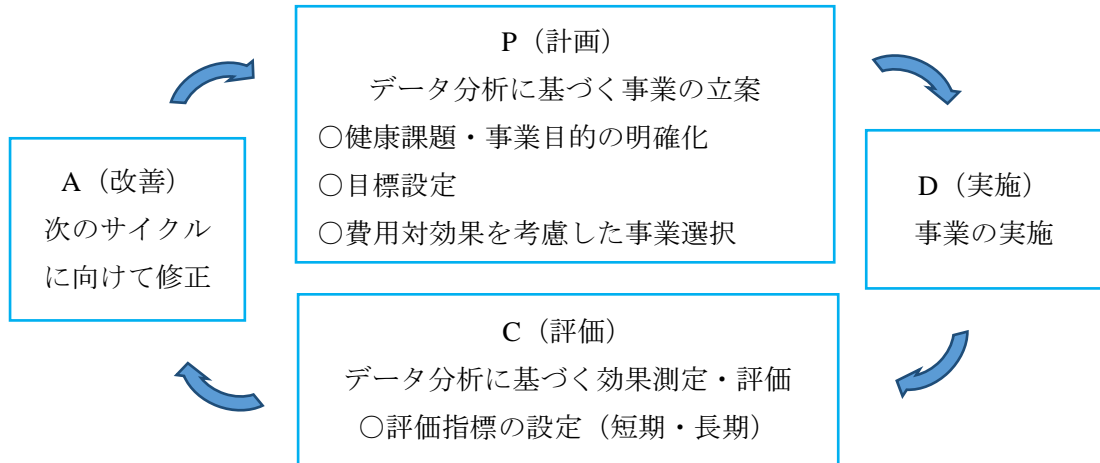 P（計画）
データ分析に基づく事業の立案
〇健康課題・事業目的の明確化
〇目標設定
〇費用対効果を考慮した事業選択
D（実施）
事業の実施
C（評価）
データ分析に基づく効果測定・評価
〇評価指標の設定（短期・長期）
A（改善）
次のサイクル
に向けて修正